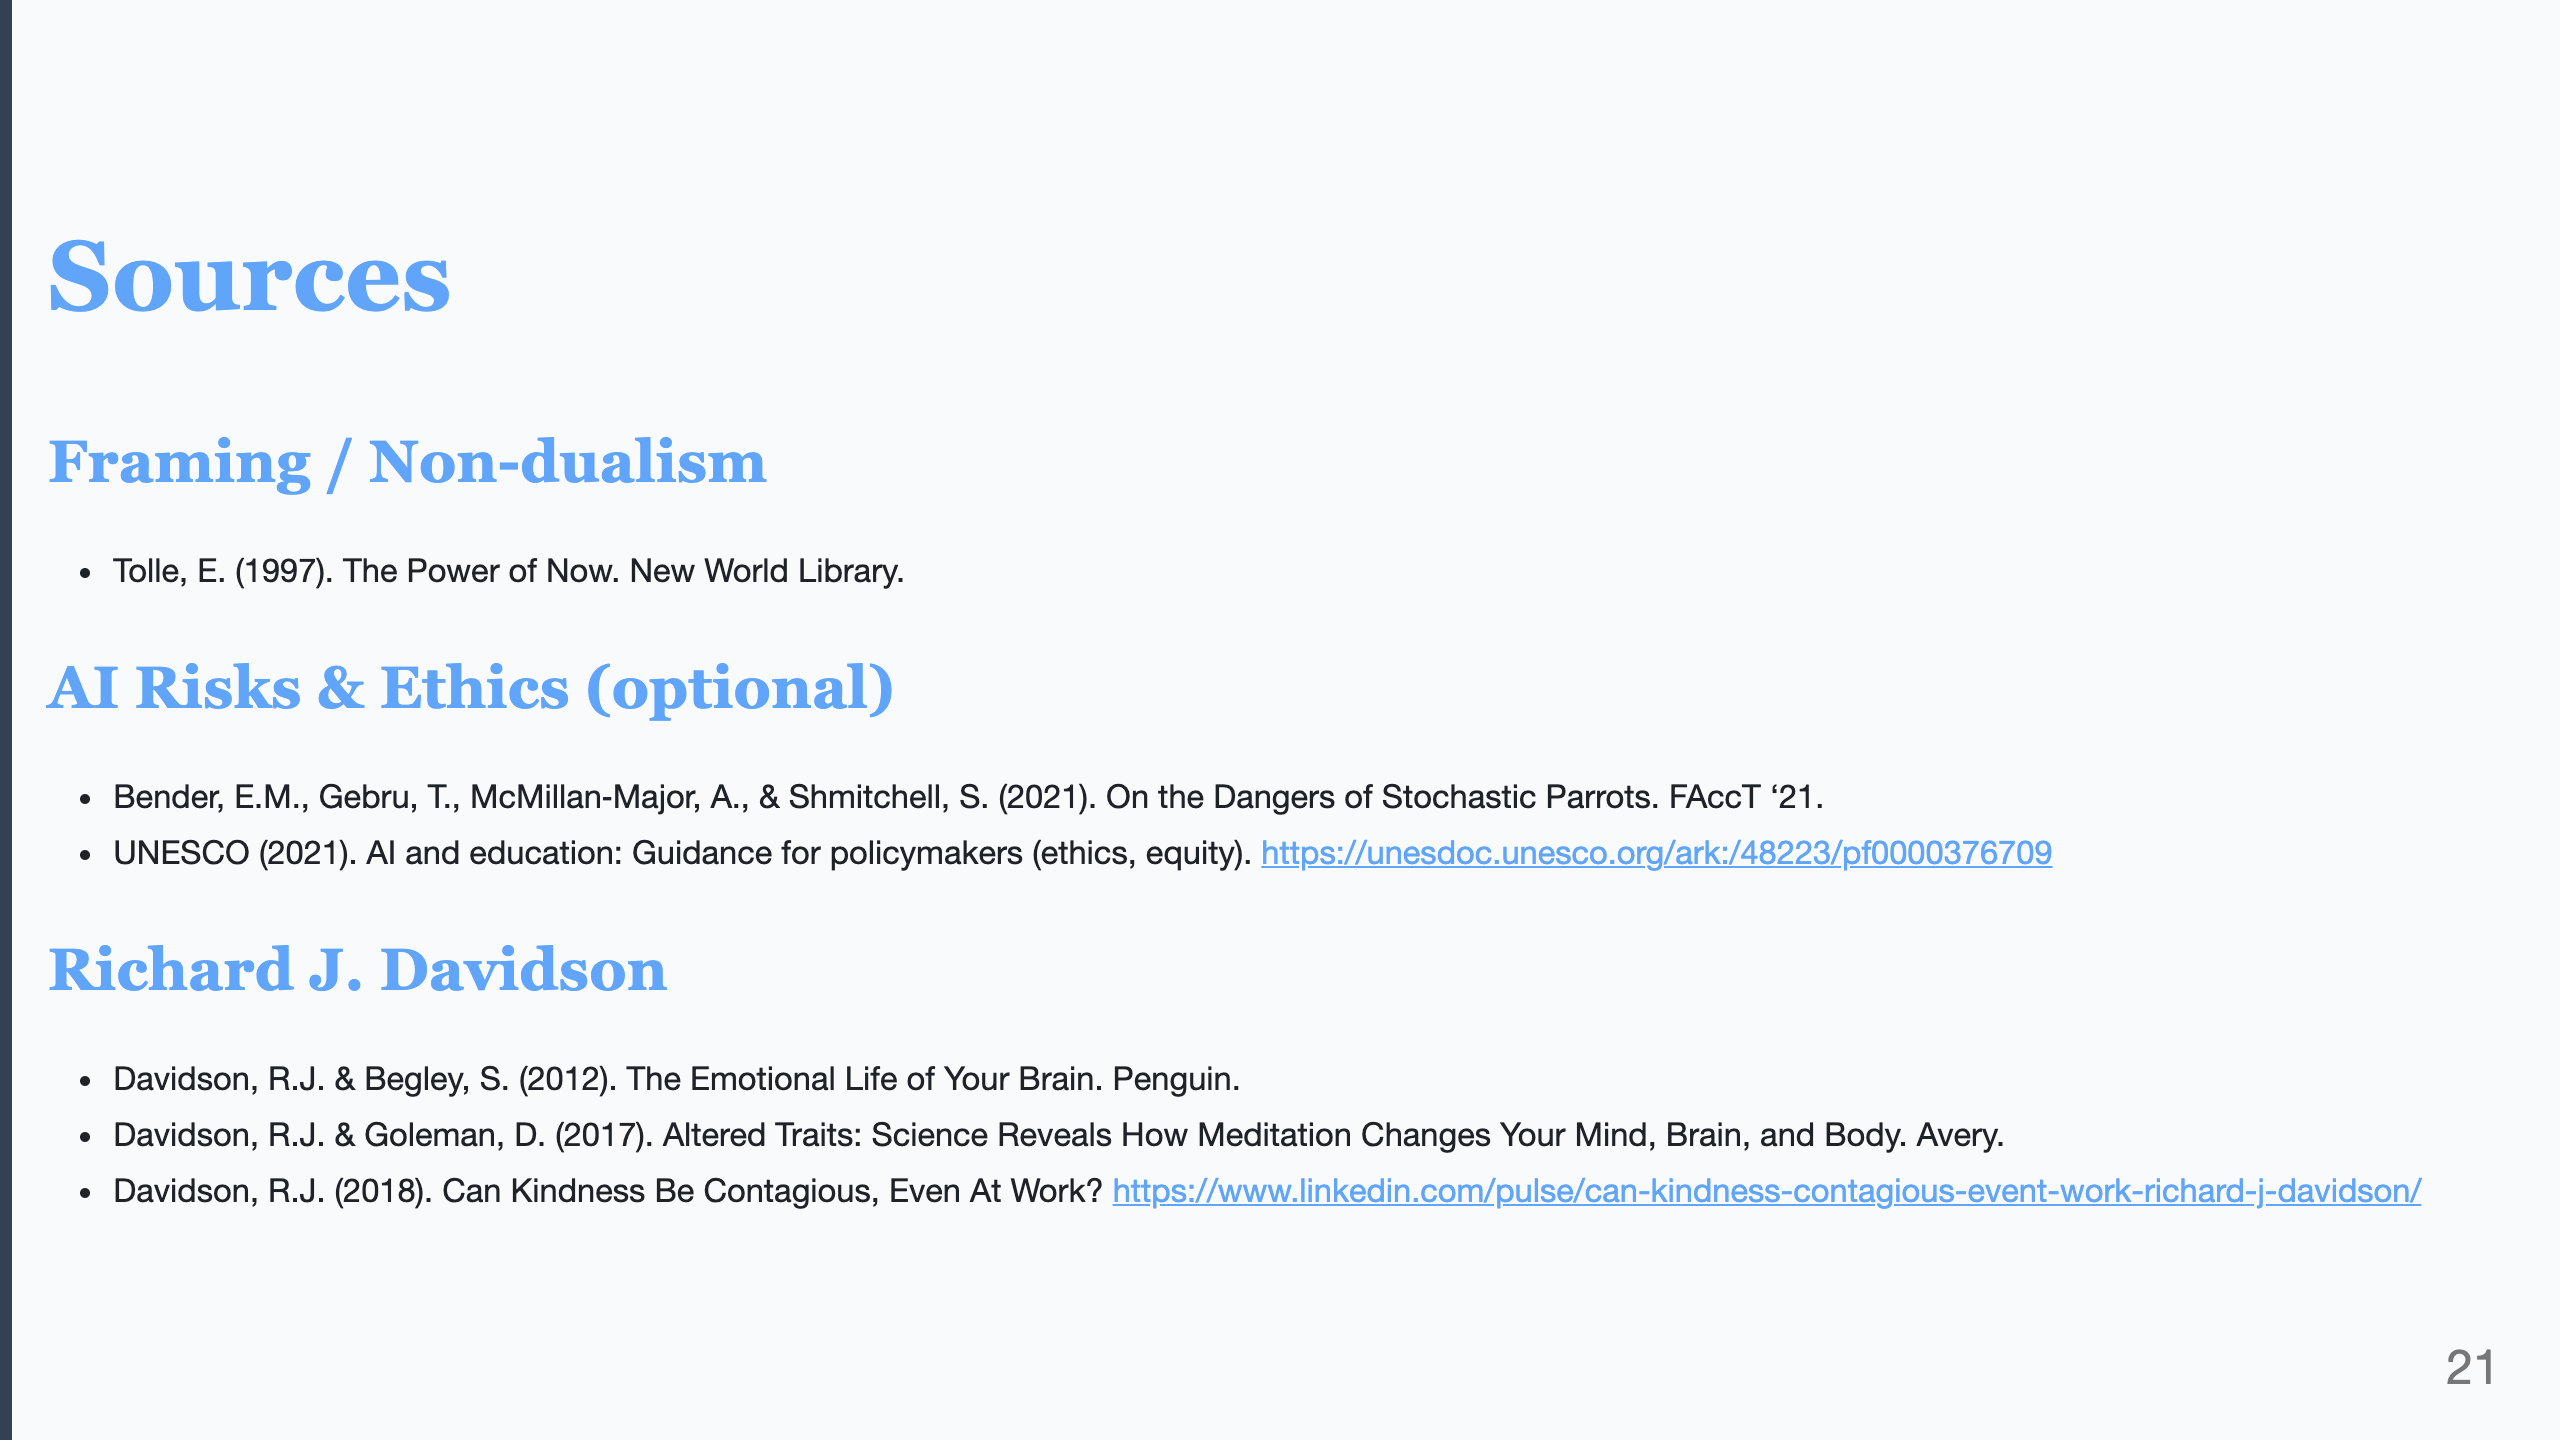 Sources
Framing / Non-dualism
• Tolle, E. (1997). The Power of Now. New World Library.
AI Risks & Ethics (optional)
• Bender, E.M., Gebru, T., McMillan-Major, A., & Shmitchell, S. (2021). On the Dangers of Stochastic Parrots. FAccT ‘21.
• UNESCO (2021). AI and education: Guidance for policymakers (ethics, equity). https://unesdoc.unesco.org/ark:/48223/pf0000376709
Richard J. Davidson
• Davidson, R.J. & Begley, S. (2012). The Emotional Life of Your Brain. Penguin.
• Davidson, R.J. & Goleman, D. (2017). Altered Traits: Science Reveals How Meditation Changes Your Mind, Brain, and Body. Avery.
• Davidson, R.J. (2018). Can Kindness Be Contagious, Even At Work? https://www.linkedin.com/pulse/can-kindness-contagious-event-work-richard-j-davidson/
21